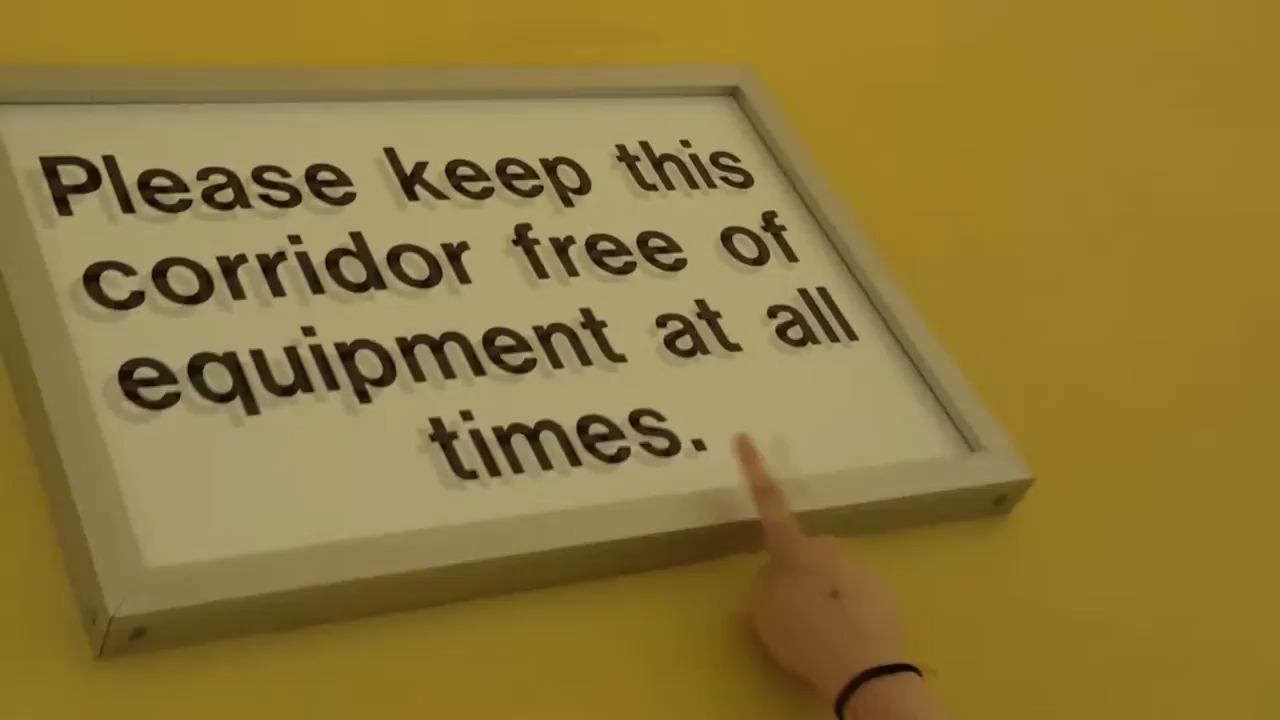 Please keep this
corridor free of
equipment at all
times.